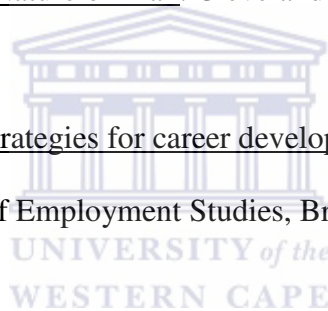 rategies for career develop
f Employment Studies, Br
UNIVERSITY of the
WESTERN CAPE